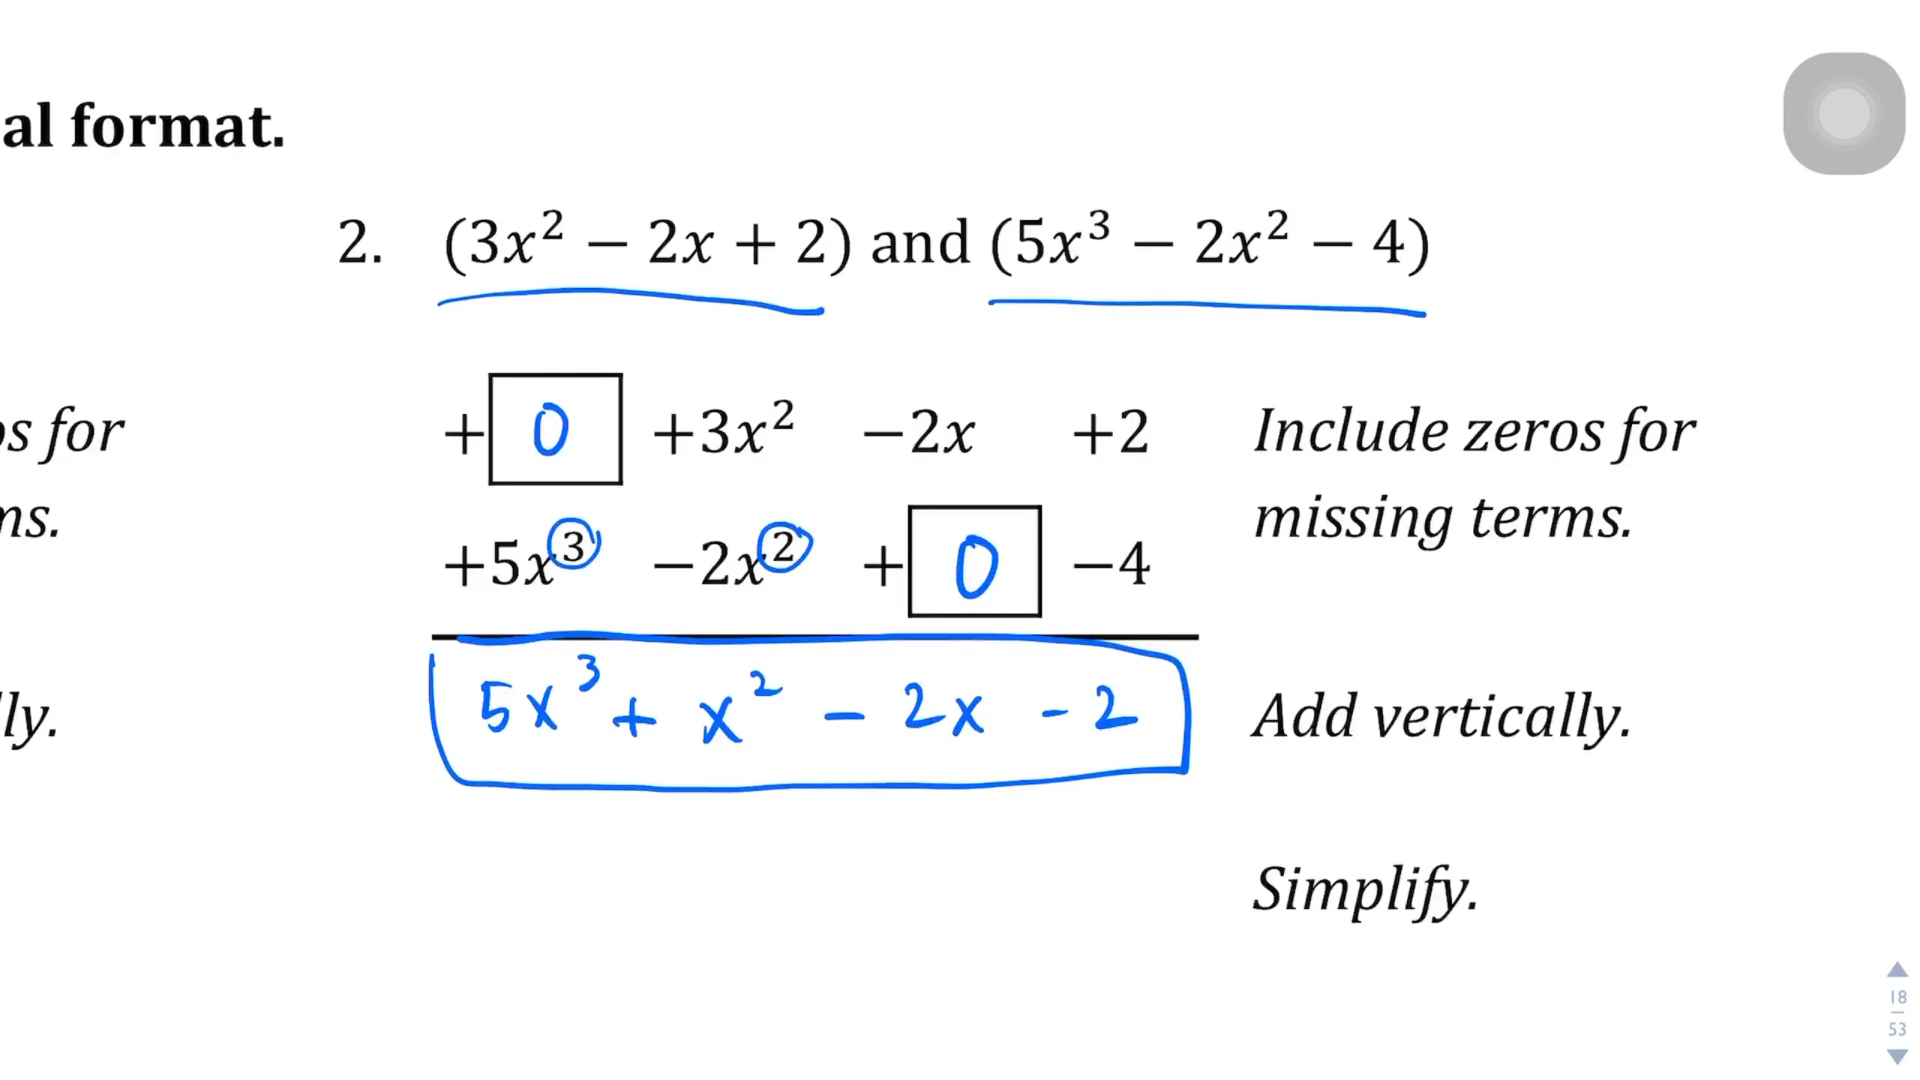 al format.
2. (3x² − 2x + 2) and (5x³ − 2x² − 4)
+ 0 +3x² −2x +2
+5x³ −2x² + 0 −4
5x³ + x² − 2x - 2
s for
ms.
ly.
Include zeros for
missing terms.
Add vertically.
Simplify.
18
53